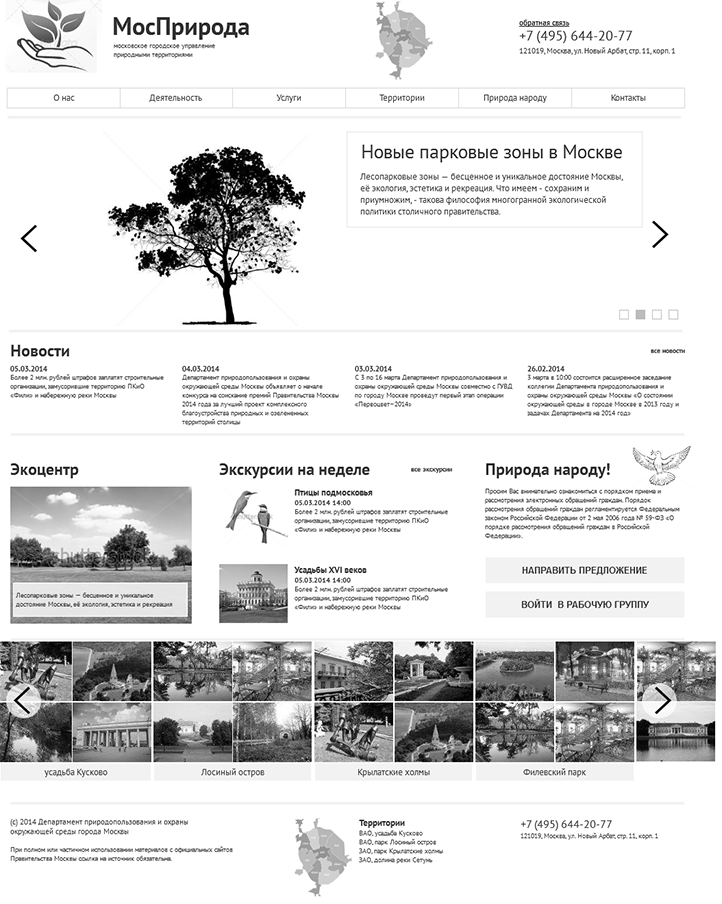 МосПрирода
московское городское управление
природными территориями
обратная связь
+7 (495) 644-20-77
121019, Москва, ул. Новый Арбат, стр. 11, корп. 1
О нас
Деятельность
Услуги
Территории
Природа народу
Контакты
Новые парковые зоны в Москве
Лесопарковые зоны — бесценное и уникальное достояние Москвы,
её экология, эстетика и рекреация. Что имеем - сохраним и
приумножим, - такова философия многогранной экологической
политики столичного правительства.
Новости
все новости
05.03.2014
Более 2 млн. рублей штрафов заплатят строительные
организации, замусорившие территорию ПКиО
«Фили» и набережную реки Москвы
04.03.2014
Департамент природопользования и охраны
окружающей среды Москвы объявляет о начале
конкурса на соискание премий Правительства Москвы
2014 года за лучший проект комплексного
благоустройства природных и озелененных
территорий столицы
03.03.2014
С 3 по 16 марта Департамент природопользования и
охраны окружающей среды Москвы совместно с ГУВД
по городу Москве проведут первый этап операции
«Первоцвет–2014»
26.02.2014
3 марта в 10:00 состоится расширенное заседание
коллегии Департамента природопользования и
охраны окружающей среды Москвы «О состоянии
окружающей среды в городе Москве в 2013 году и
задачах Департамента на 2014 год»
Экоцентр
Лесопарковые зоны — бесценное и уникальное
достояние Москвы, её экология, эстетика и рекреация
Экскурсии на неделе
все экскурсии
Птицы подмосковья
05.03.2014 14:00
Более 2 млн. рублей штрафов заплатят строительные
организации, замусорившие территорию ПКиО
«Фили» и набережную реки Москвы
Усадьбы XVI веков
05.03.2014 14:00
Более 2 млн. рублей штрафов заплатят строительные
организации, замусорившие территорию ПКиО
«Фили» и набережную реки Москвы
Природа народу!
Просим Вас внимательно ознакомиться с порядком приема и
рассмотрения электронных обращений граждан. Порядок
рассмотрения обращений граждан регламентируется Федеральным
законом Российской Федерации от 2 мая 2006 года № 59-ФЗ «О
порядке рассмотрения обращений граждан в Российской
Федерации».
НАПРАВИТЬ ПРЕДЛОЖЕНИЕ
ВОЙТИ В РАБОЧУЮ ГРУППУ
усадьба Кусково
Лосиный остров
Крылатские холмы
Филевский парк
(c) 2014 Департамент природопользования и охраны
окружающей среды города Москвы
При полном или частичном использовании материалов с официальных сайтов
Правительства Москвы ссылка на источник обязательна.
Территории
ВАО, усадьба Кусково
ВАО, парк Лосиный остров
ЗАО, парк Крылатские холмы
ЗАО, долина реки Сетунь
+7 (495) 644-20-77
121019, Москва, ул. Новый Арбат, стр. 11, корп. 1